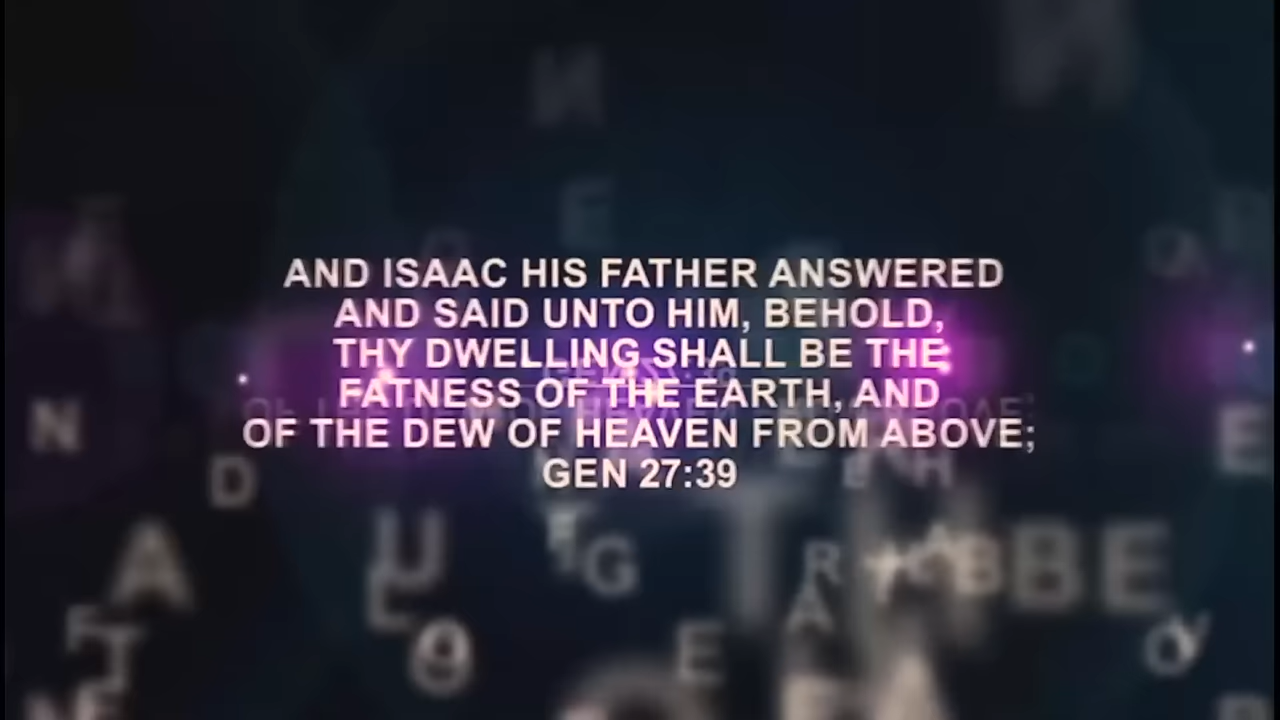 AND ISAAC HIS FATHER ANSWERED
AND SAID UNTO HIM, BEHOLD,
THY DWELLING SHALL BE THE
FATNESS OF THE EARTH, AND
OF THE DEW OF HEAVEN FROM ABOVE;
GEN 27:39